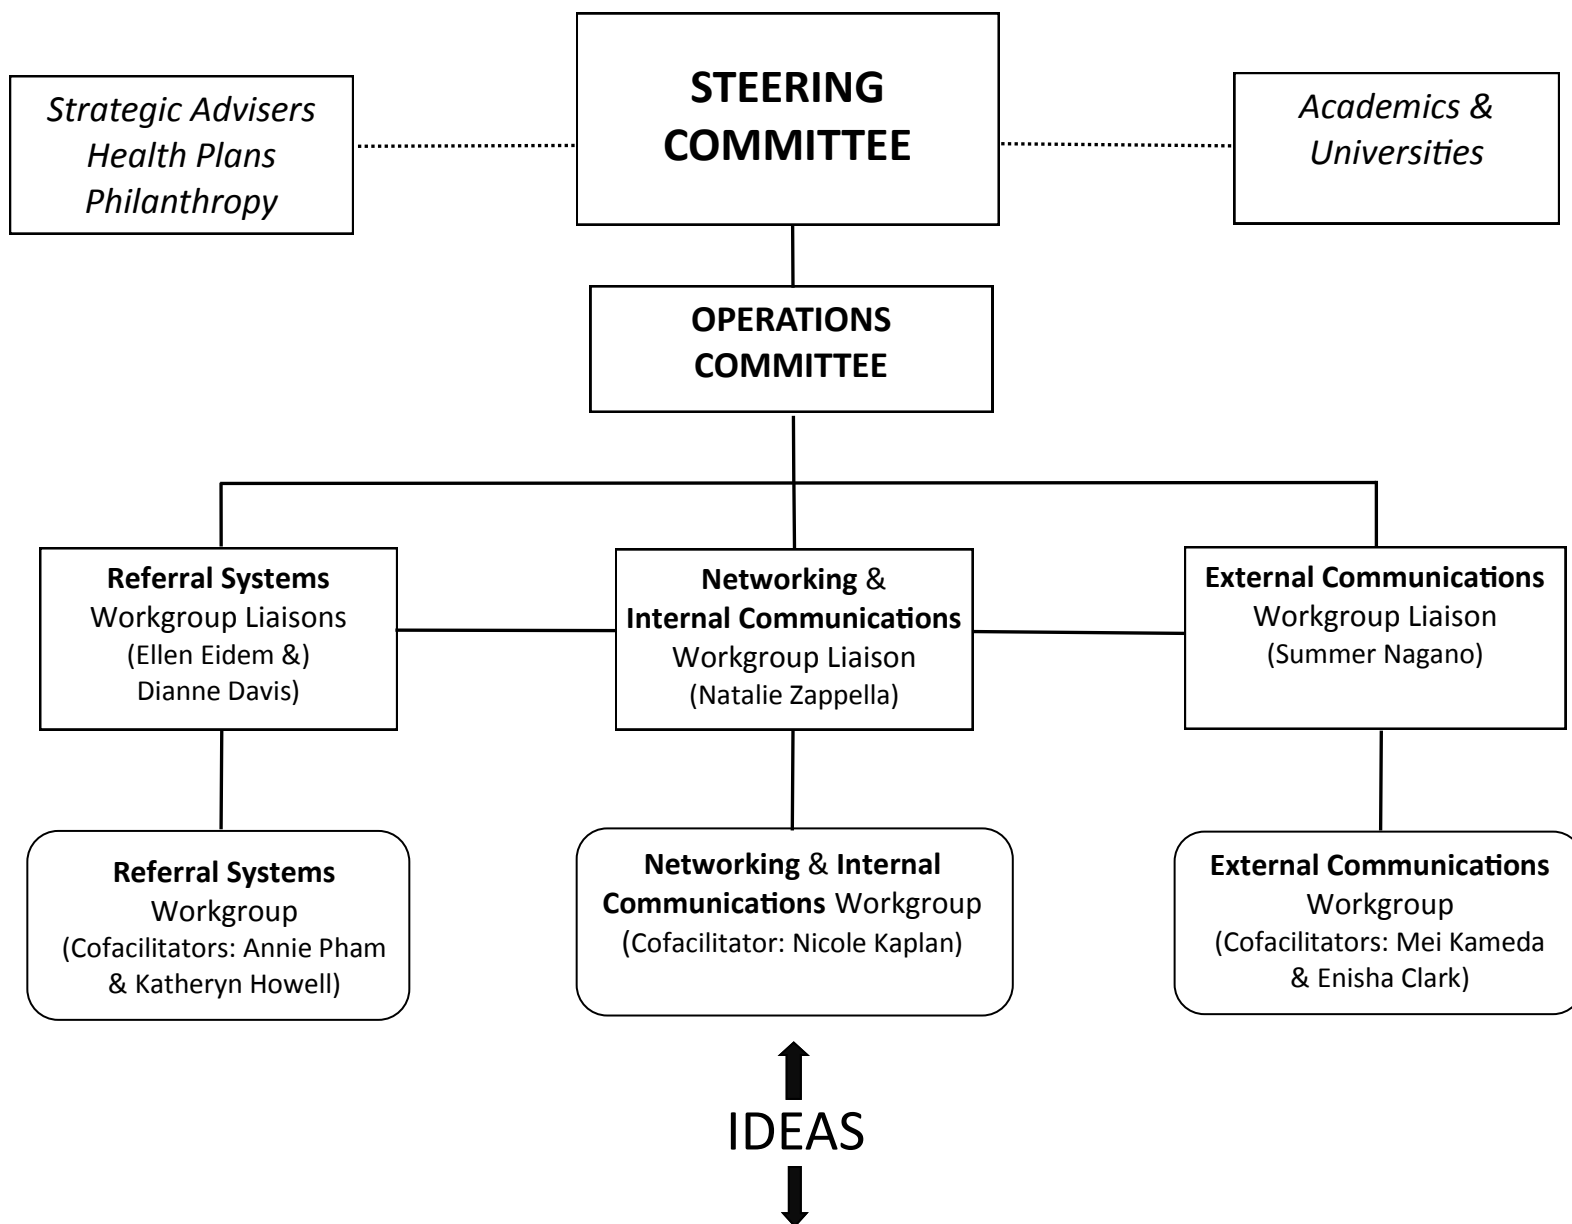 STEERING
COMMITTEE
Strategic Advisers
Health Plans
Philanthropy
Academics &
Universities
OPERATIONS
COMMITTEE
Referral Systems
Workgroup Liaisons
(Ellen Eidem &)
Dianne Davis)
Networking &
Internal Communications
Workgroup Liaison
(Natalie Zappella)
External Communications
Workgroup Liaison
(Summer Nagano)
Referral Systems
Workgroup
(Cofacilitators: Annie Pham
& Katheryn Howell)
Networking & Internal
Communications Workgroup
(Cofacilitator: Nicole Kaplan)
External Communications
Workgroup
(Cofacilitators: Mei Kameda
& Enisha Clark)
IDEAS